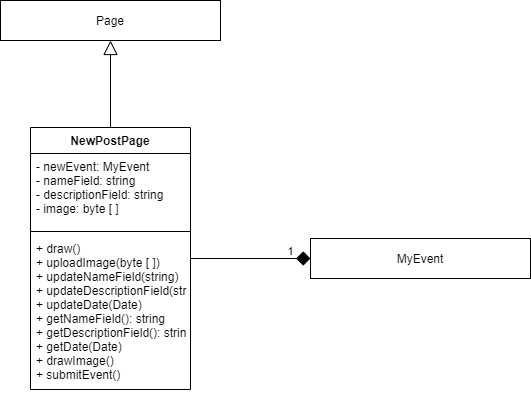 Page
NewPostPage
- newEvent: MyEvent
- nameField: string
- descriptionField: string
- image: byte [ ]
+ draw()
+ uploadImage(byte [ ])
+ updateNameField(string)
+ updateDescriptionField(str
+ updateDate(Date)
+ getNameField(): string
+ getDescriptionField(): strin
+ getDate(Date)
+ drawImage()
+ submitEvent()
1
MyEvent